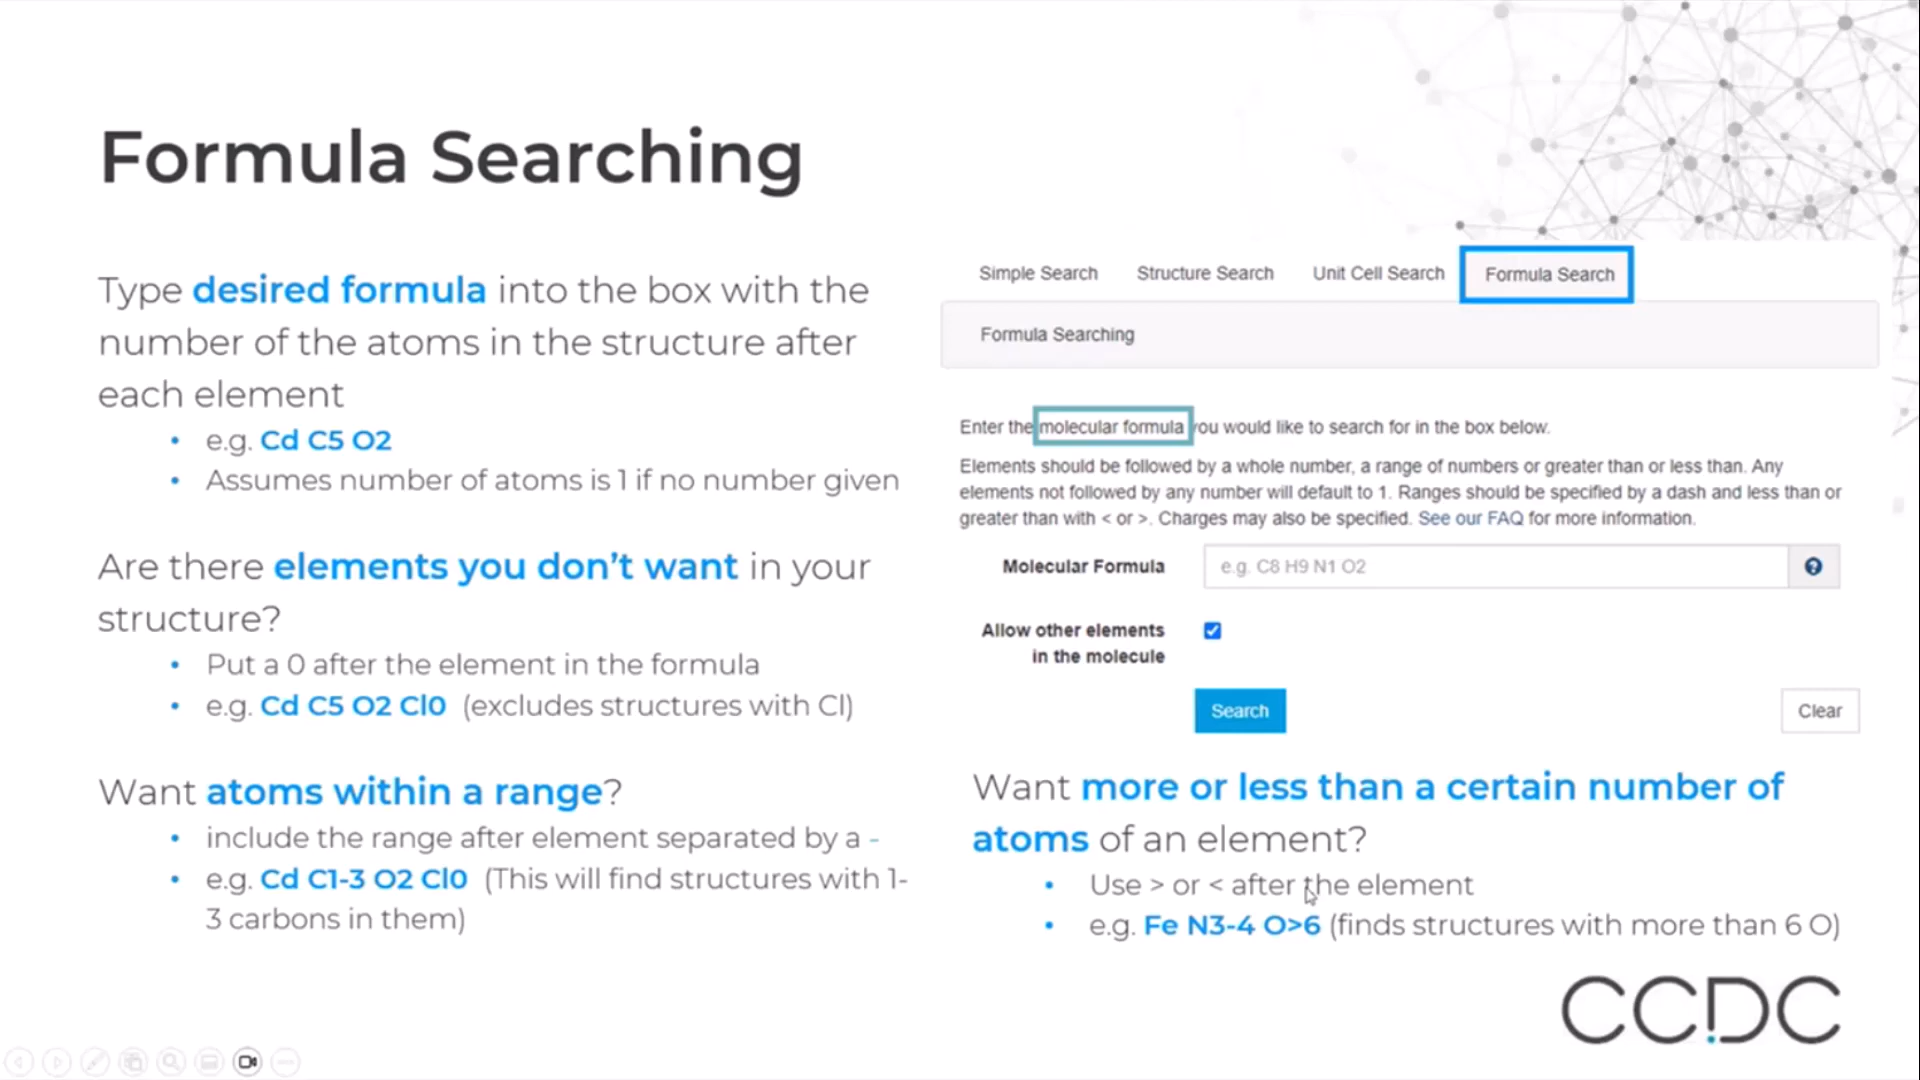 Formula Searching
Type desired formula into the box with the
number of the atoms in the structure after
each element
• e.g. Cd C5 O2
• Assumes number of atoms is 1 if no number given
Are there elements you don't want in your
structure?
• Put a 0 after the element in the formula
• e.g. Cd C5 O2 Cl0 (excludes structures with Cl)
Want atoms within a range?
• include the range after element separated by a -
• e.g. Cd C1-3 O2 Cl0 (This will find structures with 1-
3 carbons in them)
Simple Search Structure Search Unit Cell Search Formula Search
Formula Searching
Enter the molecular formula you would like to search for in the box below.
Elements should be followed by a whole number, a range of numbers or greater than or less than. Any
elements not followed by any number will default to 1. Ranges should be specified by a dash and less than or
greater than with < or >. Charges may also be specified. See our FAQ for more information.
Molecular Formula e.g. C8 H9 N1 O2 ?
Allow other elements
in the molecule
Search Clear
Want more or less than a certain number of
atoms of an element?
• Use > or < after the element
• e.g. Fe N3-4 O>6 (finds structures with more than 6 O)
CCDC